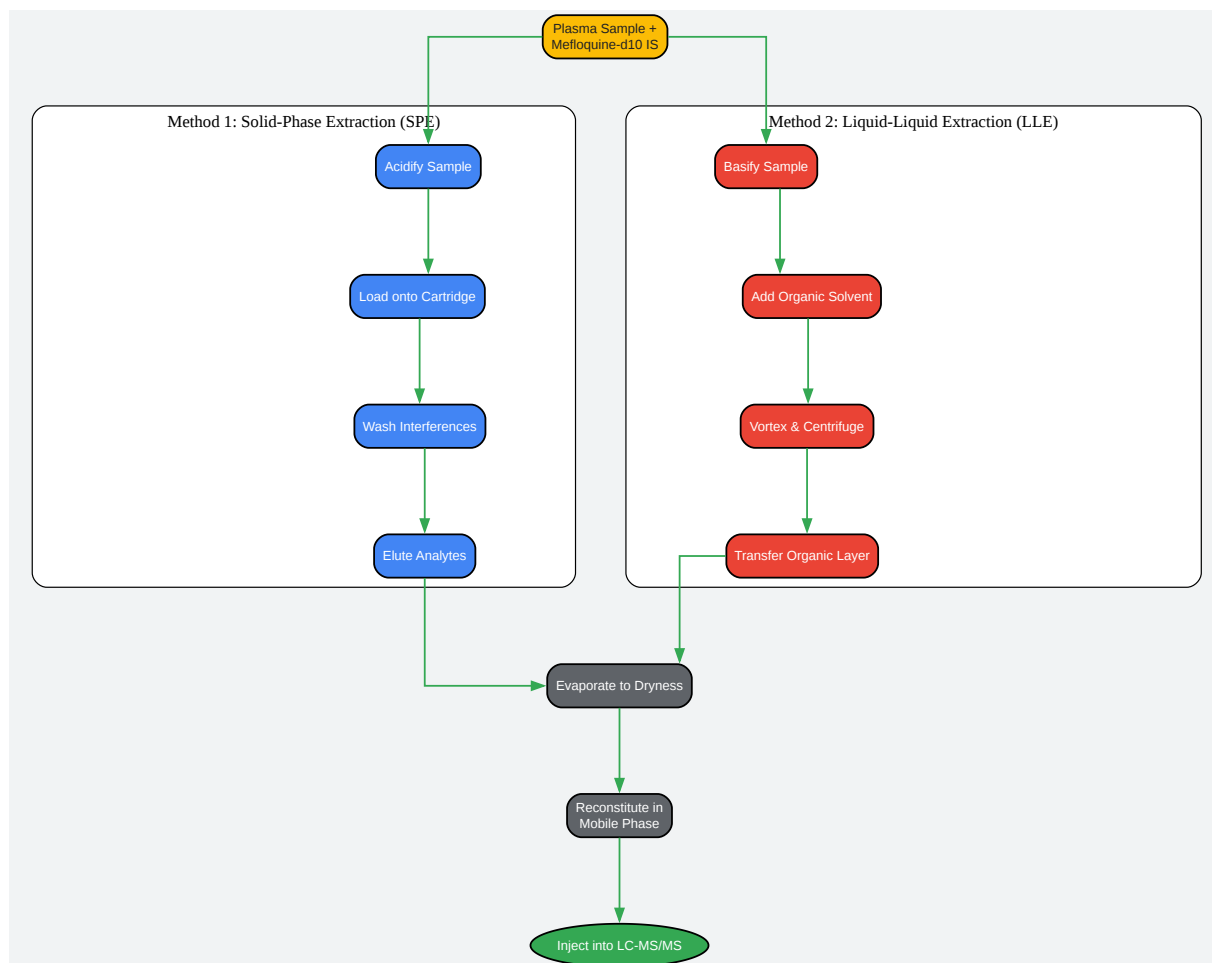 Plasma Sample +
Mefloquine-d10 IS
Method 1: Solid-Phase Extraction (SPE)
Acidify Sample
Load onto Cartridge
Wash Interferences
Elute Analytes
Method 2: Liquid-Liquid Extraction (LLE)
Basify Sample
Add Organic Solvent
Vortex & Centrifuge
Transfer Organic Layer
Evaporate to Dryness
Reconstitute in
Mobile Phase
Inject into LC-MS/MS